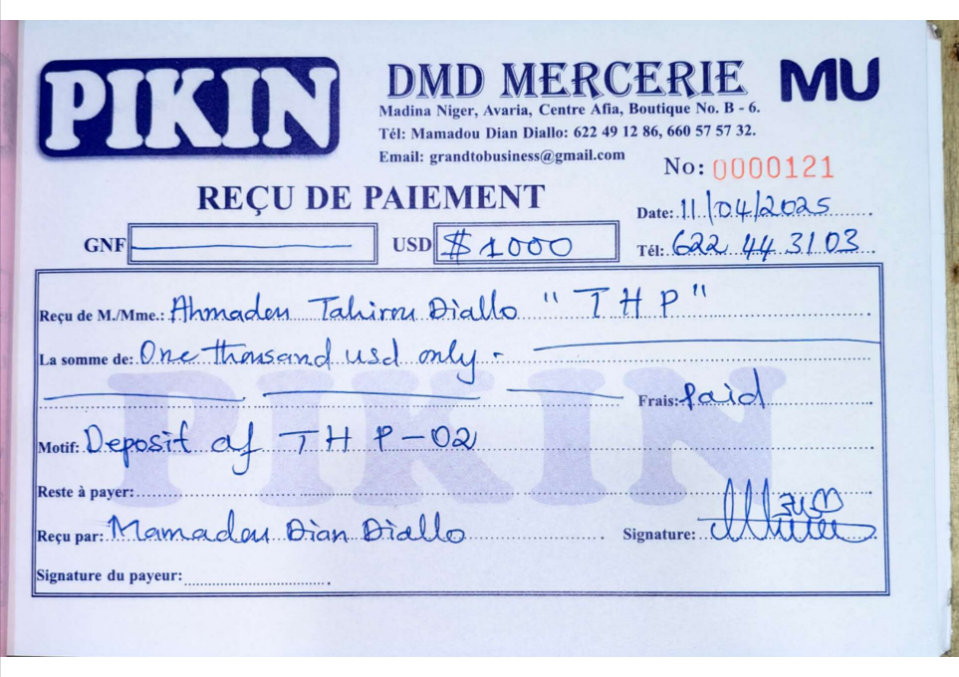 PIKIN
DMD MERCERIE
MU
Madina Niger, Avaria, Centre Afia, Boutique No. B - 6.
Tél: Mamadou Dian Diallo: 622 49 12 86, 660 57 57 32.
Email: grandtobusiness@gmail.com
No: 0000121
REÇU DE PAIEMENT
Date: 11/04/2025
GNF
USD $1000
Tél: 622 44 31 03
Reçu de M./Mme.: Ahmadou Tahirou Diallo "THP"
La somme de: One thousand usd only -
Frais: paid
PIKIN
Motif: Deposit of THP-02
Reste à payer:
Reçu par: Mamadou Dian Diallo
Signature:
Signature du payeur: